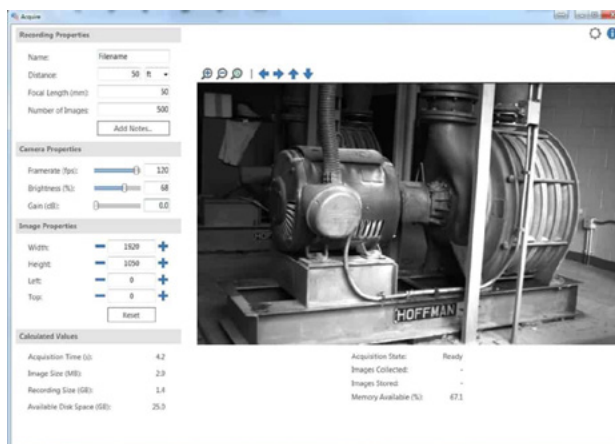 Acquire
Recording Properties
Name: Filename
Distance: 50 ft
Focal Length (mm): 50
Number of Images: 500
Add Notes..
Camera Properties
Framerate (fps): 120
Brightness (%): 68
Gain (dB): 0.0
Image Properties
Width: 1920
Height: 1050
Left: 0
Top: 0
Reset
Calculated Values
Acquisition Time (s): 4.2
Image Size (MB): 2.0
Recording Size (GB): 1.4
Available Disk Space (GB): 25.0
HOFFMAN
Acquisition State: Ready
Images Collected: -
Images Stored: -
Memory Available (%): 67.1